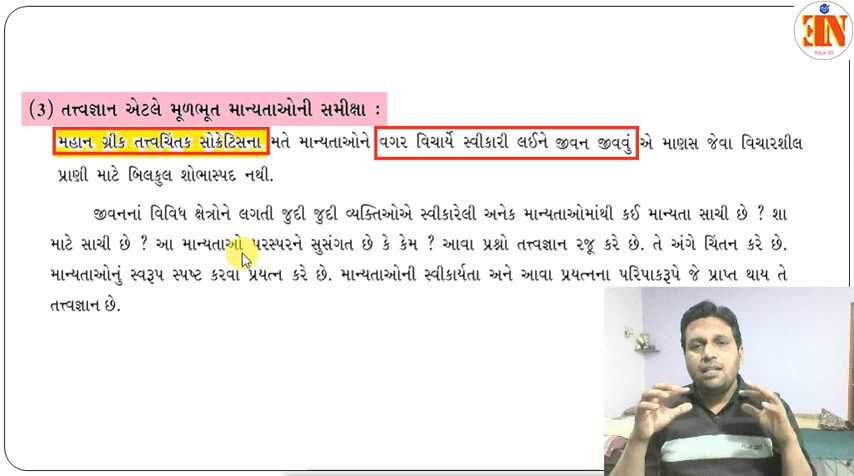 EIN
(3) તત્ત્વજ્ઞાન એટલે મૂળભૂત માન્યતાઓની સમીક્ષા :
મહાન ગ્રીક તત્ત્વચિંતક સોક્રેટિસના મતે માન્યતાઓને વગર વિચાર્યે સ્વીકારી લઈને જીવન જીવવું એ માણસ જેવા વિચારશીલ
પ્રાણી માટે બિલકુલ શોભાસ્પદ નથી.
જીવનનાં વિવિધ ક્ષેત્રોને લગતી જુદી જુદી વ્યક્તિઓએ સ્વીકારેલી અનેક માન્યતાઓમાંથી કઈ માન્યતા સાચી છે ? શા
માટે સાચી છે ? આ માન્યતાઓ પરસ્પરને સુસંગત છે કે કેમ ? આવા પ્રશ્નો તત્ત્વજ્ઞાન રજૂ કરે છે. તે અંગે ચિંતન કરે છે.
માન્યતાઓનું સ્વરૂપ સ્પષ્ટ કરવા પ્રયત્ન કરે છે. માન્યતાઓની સ્વીકાર્યતા અને આવા પ્રયત્નના પરિપાકરૂપે જે પ્રાપ્ત થાય તે
તત્ત્વજ્ઞાન છે.